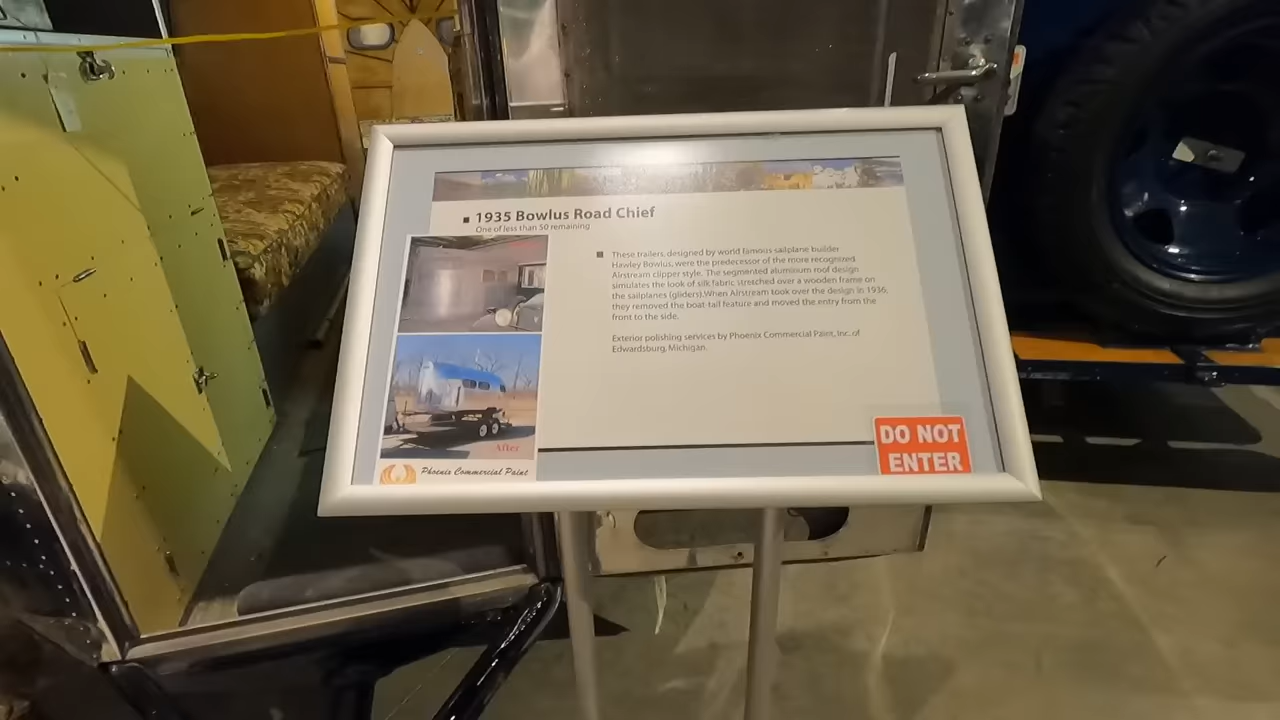 1935 Bowlus Road Chief
One of less than 50 remaining
These trailers, designed by world famous sailplane builder
Hawley Bowlus, were the predecessor of the more recognized
Airstream clipper style. The segmented aluminum roof design
simulates the look of silk fabric stretched over a wooden frame on
the sailplanes (gliders).When Airstream took over the design in 1936,
they removed the boat-tail feature and moved the entry from the
front to the side.
Exterior polishing services by Phoenix Commercial Paint, Inc. of
Edwardsburg, Michigan.
After
Phoenix Commercial Paint
DO NOT
ENTER